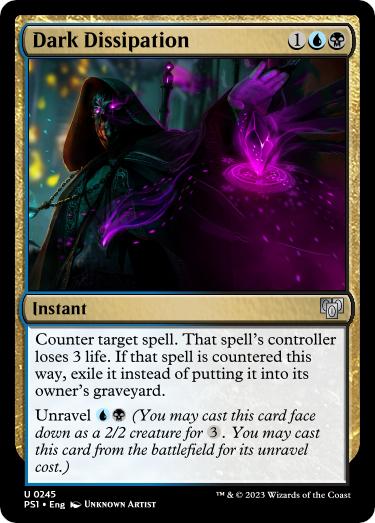 Dark Dissipation 1
Instant
Counter target spell. That spell's controller
loses 3 life. If that spell is countered this
way, exile it instead of putting it into its
owner's graveyard.
Unravel (You may cast this card face
down as a 2/2 creature for 3. You may cast
this card from the battlefield for its unravel
cost.)
U 0245
PS1 • Eng Unknown Artist
™ & © 2023 Wizards of the Coast